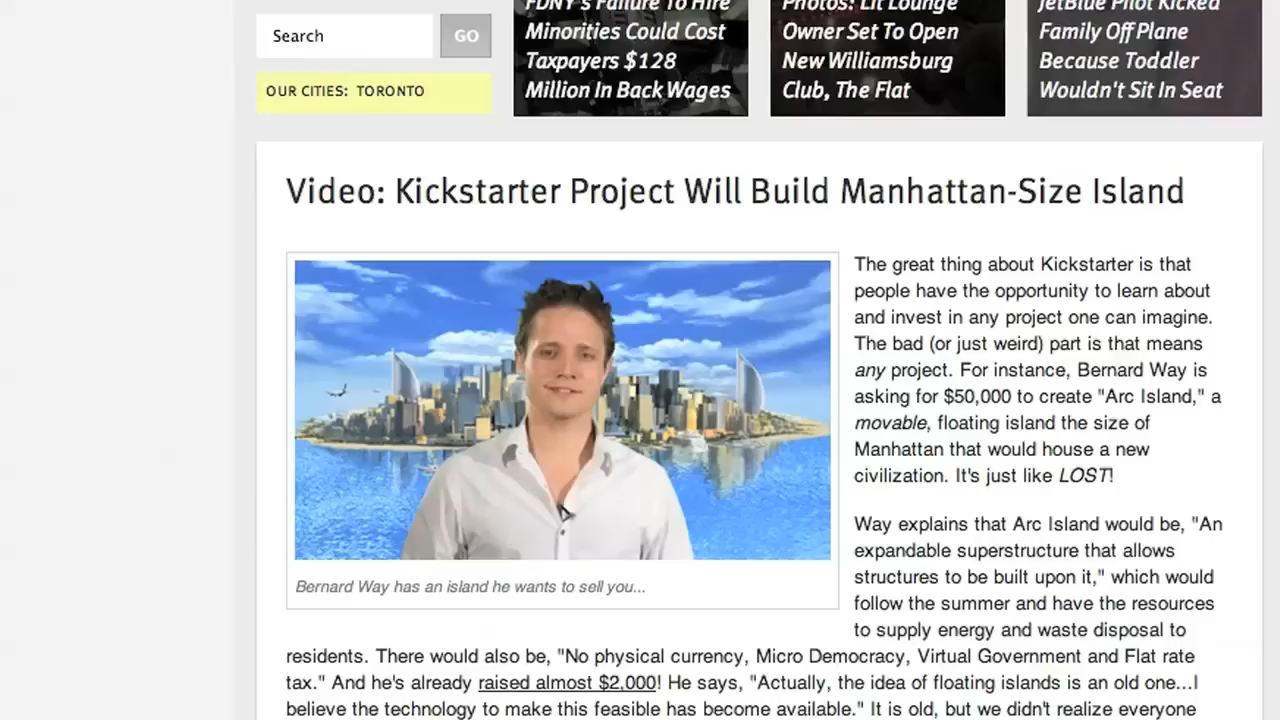 Search
GO
OUR CITIES: TORONTO
FDNY's Failure To Hire
Minorities Could Cost
Taxpayers $128
Million In Back Wages
Photos: Lit Lounge
Owner Set To Open
New Williamsburg
Club, The Flat
JetBlue Pilot Kicked
Family Off Plane
Because Toddler
Wouldn't Sit In Seat
Video: Kickstarter Project Will Build Manhattan-Size Island
Bernard Way has an island he wants to sell you...
The great thing about Kickstarter is that
people have the opportunity to learn about
and invest in any project one can imagine.
The bad (or just weird) part is that means
any project. For instance, Bernard Way is
asking for $50,000 to create "Arc Island," a
movable, floating island the size of
Manhattan that would house a new
civilization. It's just like LOST!
Way explains that Arc Island would be, "An
expandable superstructure that allows
structures to be built upon it," which would
follow the summer and have the resources
to supply energy and waste disposal to
residents. There would also be, "No physical currency, Micro Democracy, Virtual Government and Flat rate
tax." And he's already raised almost $2,000! He says, "Actually, the idea of floating islands is an old one...I
believe the technology to make this feasible has become available." It is old, but we didn't realize everyone